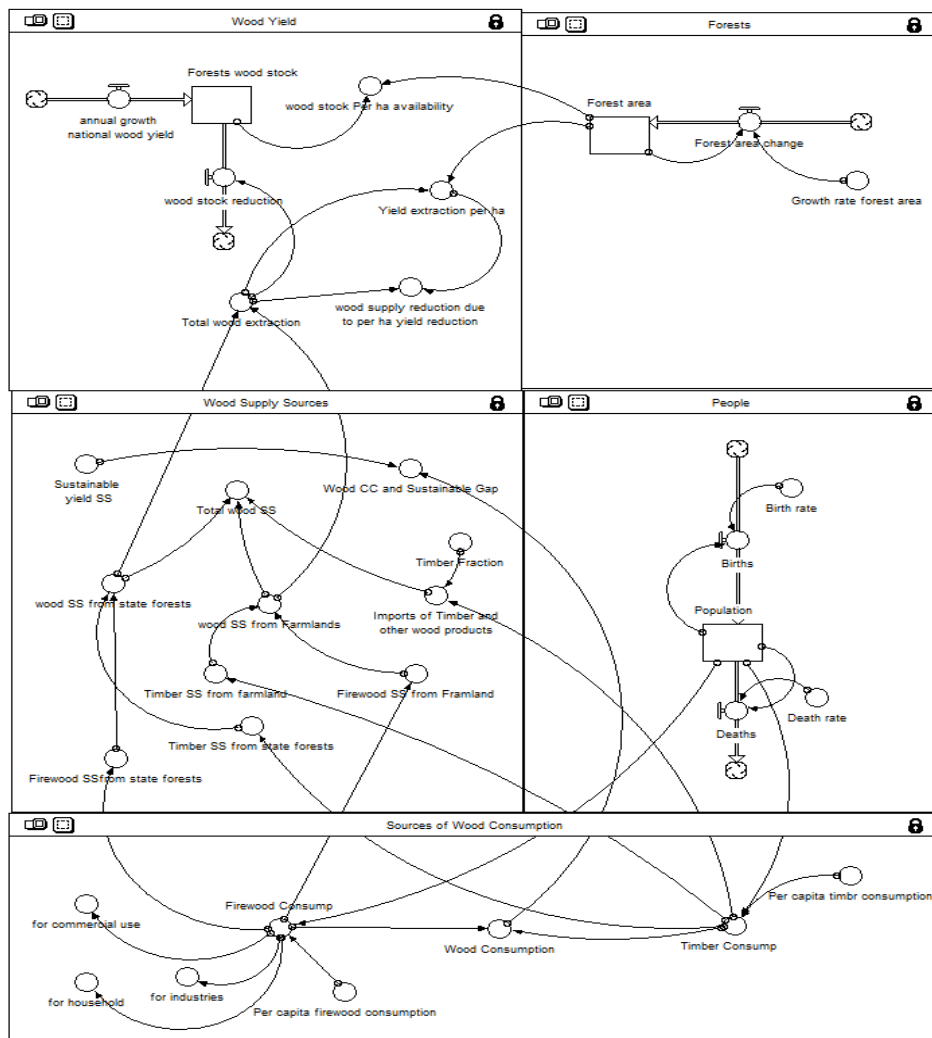 Wood Yield
Forests
Forests wood stock
wood stock Per ha availability
annual growth
national wood yield
Forest area
Forest area change
wood stock reduction
Yield extraction per ha
Growth rate forest area
Total wood extraction
wood supply reduction due
to per ha yield reduction
Wood Supply Sources
People
Sustainable
yield SS
Wood CC and Sustainable Gap
Total wood SS
Birth rate
Timber Fraction
Births
wood SS from state forests
wood SS from Farmlands
Imports of Timber and
other wood products
Population
Timber SS from farmland
Firewood SS from Framland
Death rate
Timber SS from state forests
Deaths
Firewood SSfrom state forests
Sources of Wood Consumption
Firewood Consump
Per capita timbr consumption
for commercial use
Wood Consumption
Timber Consump
for household
for industries
Per capita firewood consumption